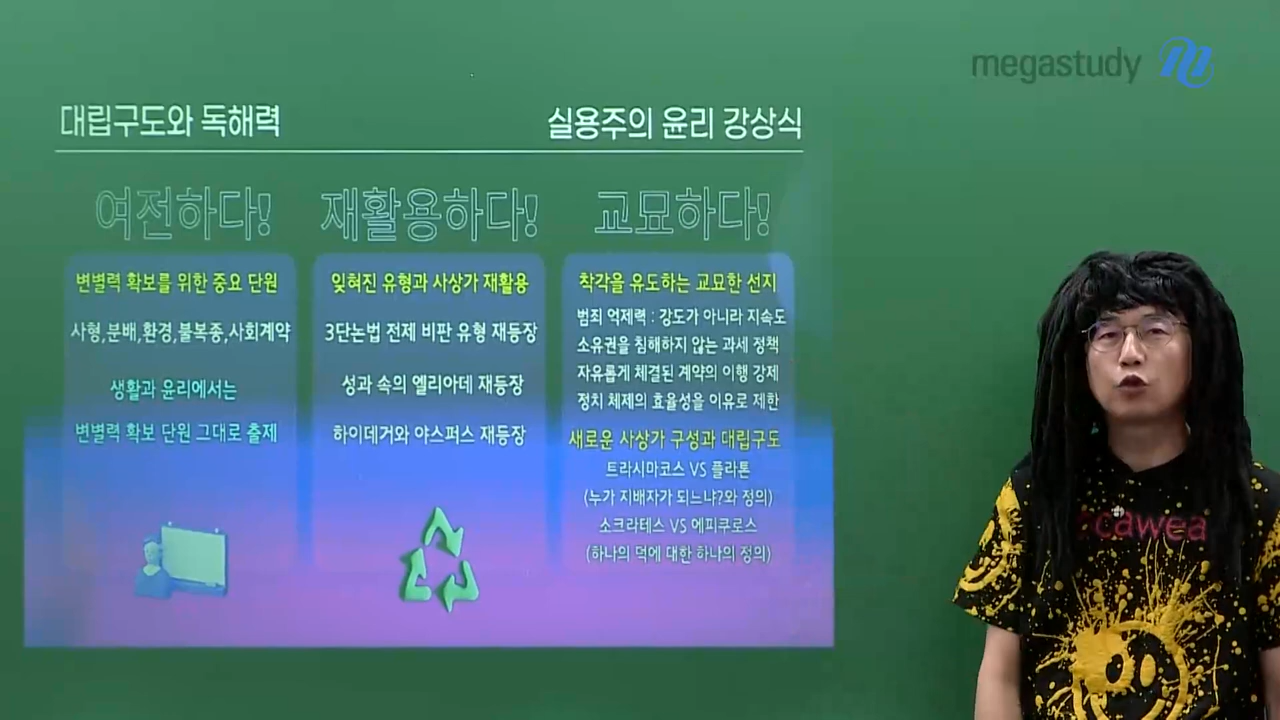 megastudy
대립구도와 독해력
실용주의 윤리 강상식
여전하다!
변별력 확보를 위한 중요 단원
사형,분배,환경,불복종,사회계약
생활과 윤리에서는
변별력 확보 단원 그대로 출제
재활용하다!
잊혀진 유형과 사상가 재활용
3단논법 전제 비판 유형 재등장
성과 속의 엘리아데 재등장
하이데거와 야스퍼스 재등장
교묘하다!
착각을 유도하는 교묘한 선지
범죄 억제력 : 강도가 아니라 지속도
소유권을 침해하지 않는 과세 정책
자유롭게 체결된 계약의 이행 강제
정치 체제의 효율성을 이유로 제한
새로운 사상가 구성과 대립구도
트라시마코스 VS 플라톤
(누가 지배자가 되느냐?와 정의)
소크라테스 VS 에피쿠로스
(하나의 덕에 대한 하나의 정의)